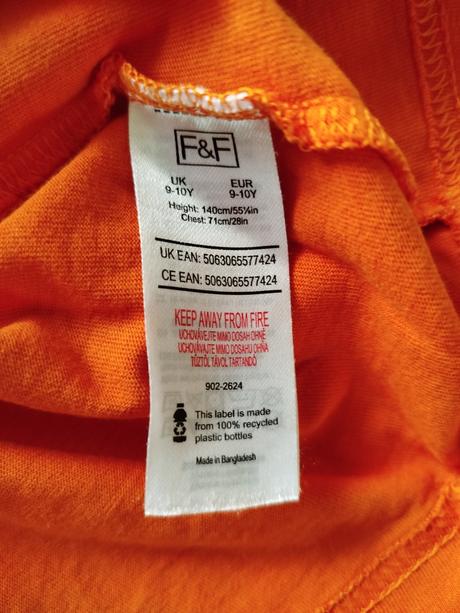 F&F
UK EUR
9-10Y 9-10Y
Height: 140cm/55¼in
Chest: 71cm/28in
UK EAN: 5063065577424
CE EAN: 5063065577424
KEEP AWAY FROM FIRE
UCHOVÁVEJTE MIMO DOSAH OHNĚ
UCHOVÁVAJTE MIMO DOSAHU OHŇA
TŰZTŐL TÁVOL TARTANDÓ
902-2624
This label is made
from 100% recycled
plastic bottles
Made in Bangladesh